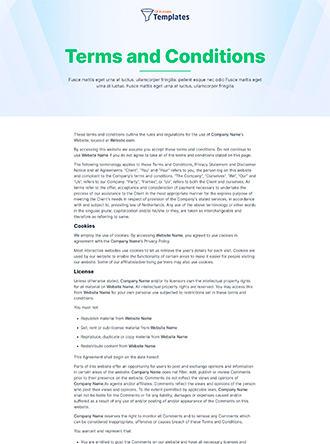 CF Funnels
Templates
Terms and Conditions
Fusce mattis eget urna at luctus. ullamcorper fringilla. pellent esque nec odio Fusce mattis eget
urna at luctus. Fusce mattis eget urna at luctus. ullamcorper fringilla
These terms and conditions outline the rules and regulations for the use of Company Name's
Website, located at Website.com.
By accessing this website we assume you accept these terms and conditions. Do not continue to
use Website Name if you do not agree to take all of the terms and conditions stated on this page.
The following terminology applies to these Terms and Conditions, Privacy Statement and Disclaimer
Notice and all Agreements: "Client", "You" and "Your" refers to you, the person log on this website
and compliant to the Company's terms and conditions. "The Company", "Ourselves", "We", "Our" and
"Us", refers to our Company. "Party", "Parties", or "Us", refers to both the Client and ourselves. All
terms refer to the offer, acceptance and consideration of payment necessary to undertake the
process of our assistance to the Client in the most appropriate manner for the express purpose of
meeting the Client's needs in respect of provision of the Company's stated services, in accordance
with and subject to, prevailing law of Netherlands. Any use of the above terminology or other words
in the singular, plural, capitalization and/or he/she or they, are taken as interchangeable and
therefore as referring to same.
Cookies
We employ the use of cookies. By accessing Website Name, you agreed to use cookies in
agreement with the Company Name's Privacy Policy.
Most interactive websites use cookies to let us retrieve the user's details for each visit. Cookies are
used by our website to enable the functionality of certain areas to make it easier for people visiting
our website. Some of our affiliate/advertising partners may also use cookies.
License
Unless otherwise stated, Company Name and/or its licensors own the intellectual property rights
for all material on Website Name. All intellectual property rights are reserved. You may access this
from Website Name for your own personal use subjected to restrictions set in these terms and
conditions.
You must not:
Republish material from Website Name
Sell, rent or sub-license material from Website Name
Reproduce, duplicate or copy material from Website Name
Redistribute content from Website Name
This Agreement shall begin on the date hereof.
Parts of this website offer an opportunity for users to post and exchange opinions and information
in certain areas of the website. Company Name does not filter, edit, publish or review Comments
prior to their presence on the website. Comments do not reflect the views and opinions of
Company Name,its agents and/or affiliates. Comments reflect the views and opinions of the person
who post their views and opinions. To the extent permitted by applicable laws, Company Name
shall not be liable for the Comments or for any liability, damages or expenses caused and/or
suffered as a result of any use of and/or posting of and/or appearance of the Comments on this
website.
Company Name reserves the right to monitor all Comments and to remove any Comments which
can be considered inappropriate, offensive or causes breach of these Terms and Conditions.
You warrant and represent that:
You are entitled to post the Comments on our website and have all necessary licenses and